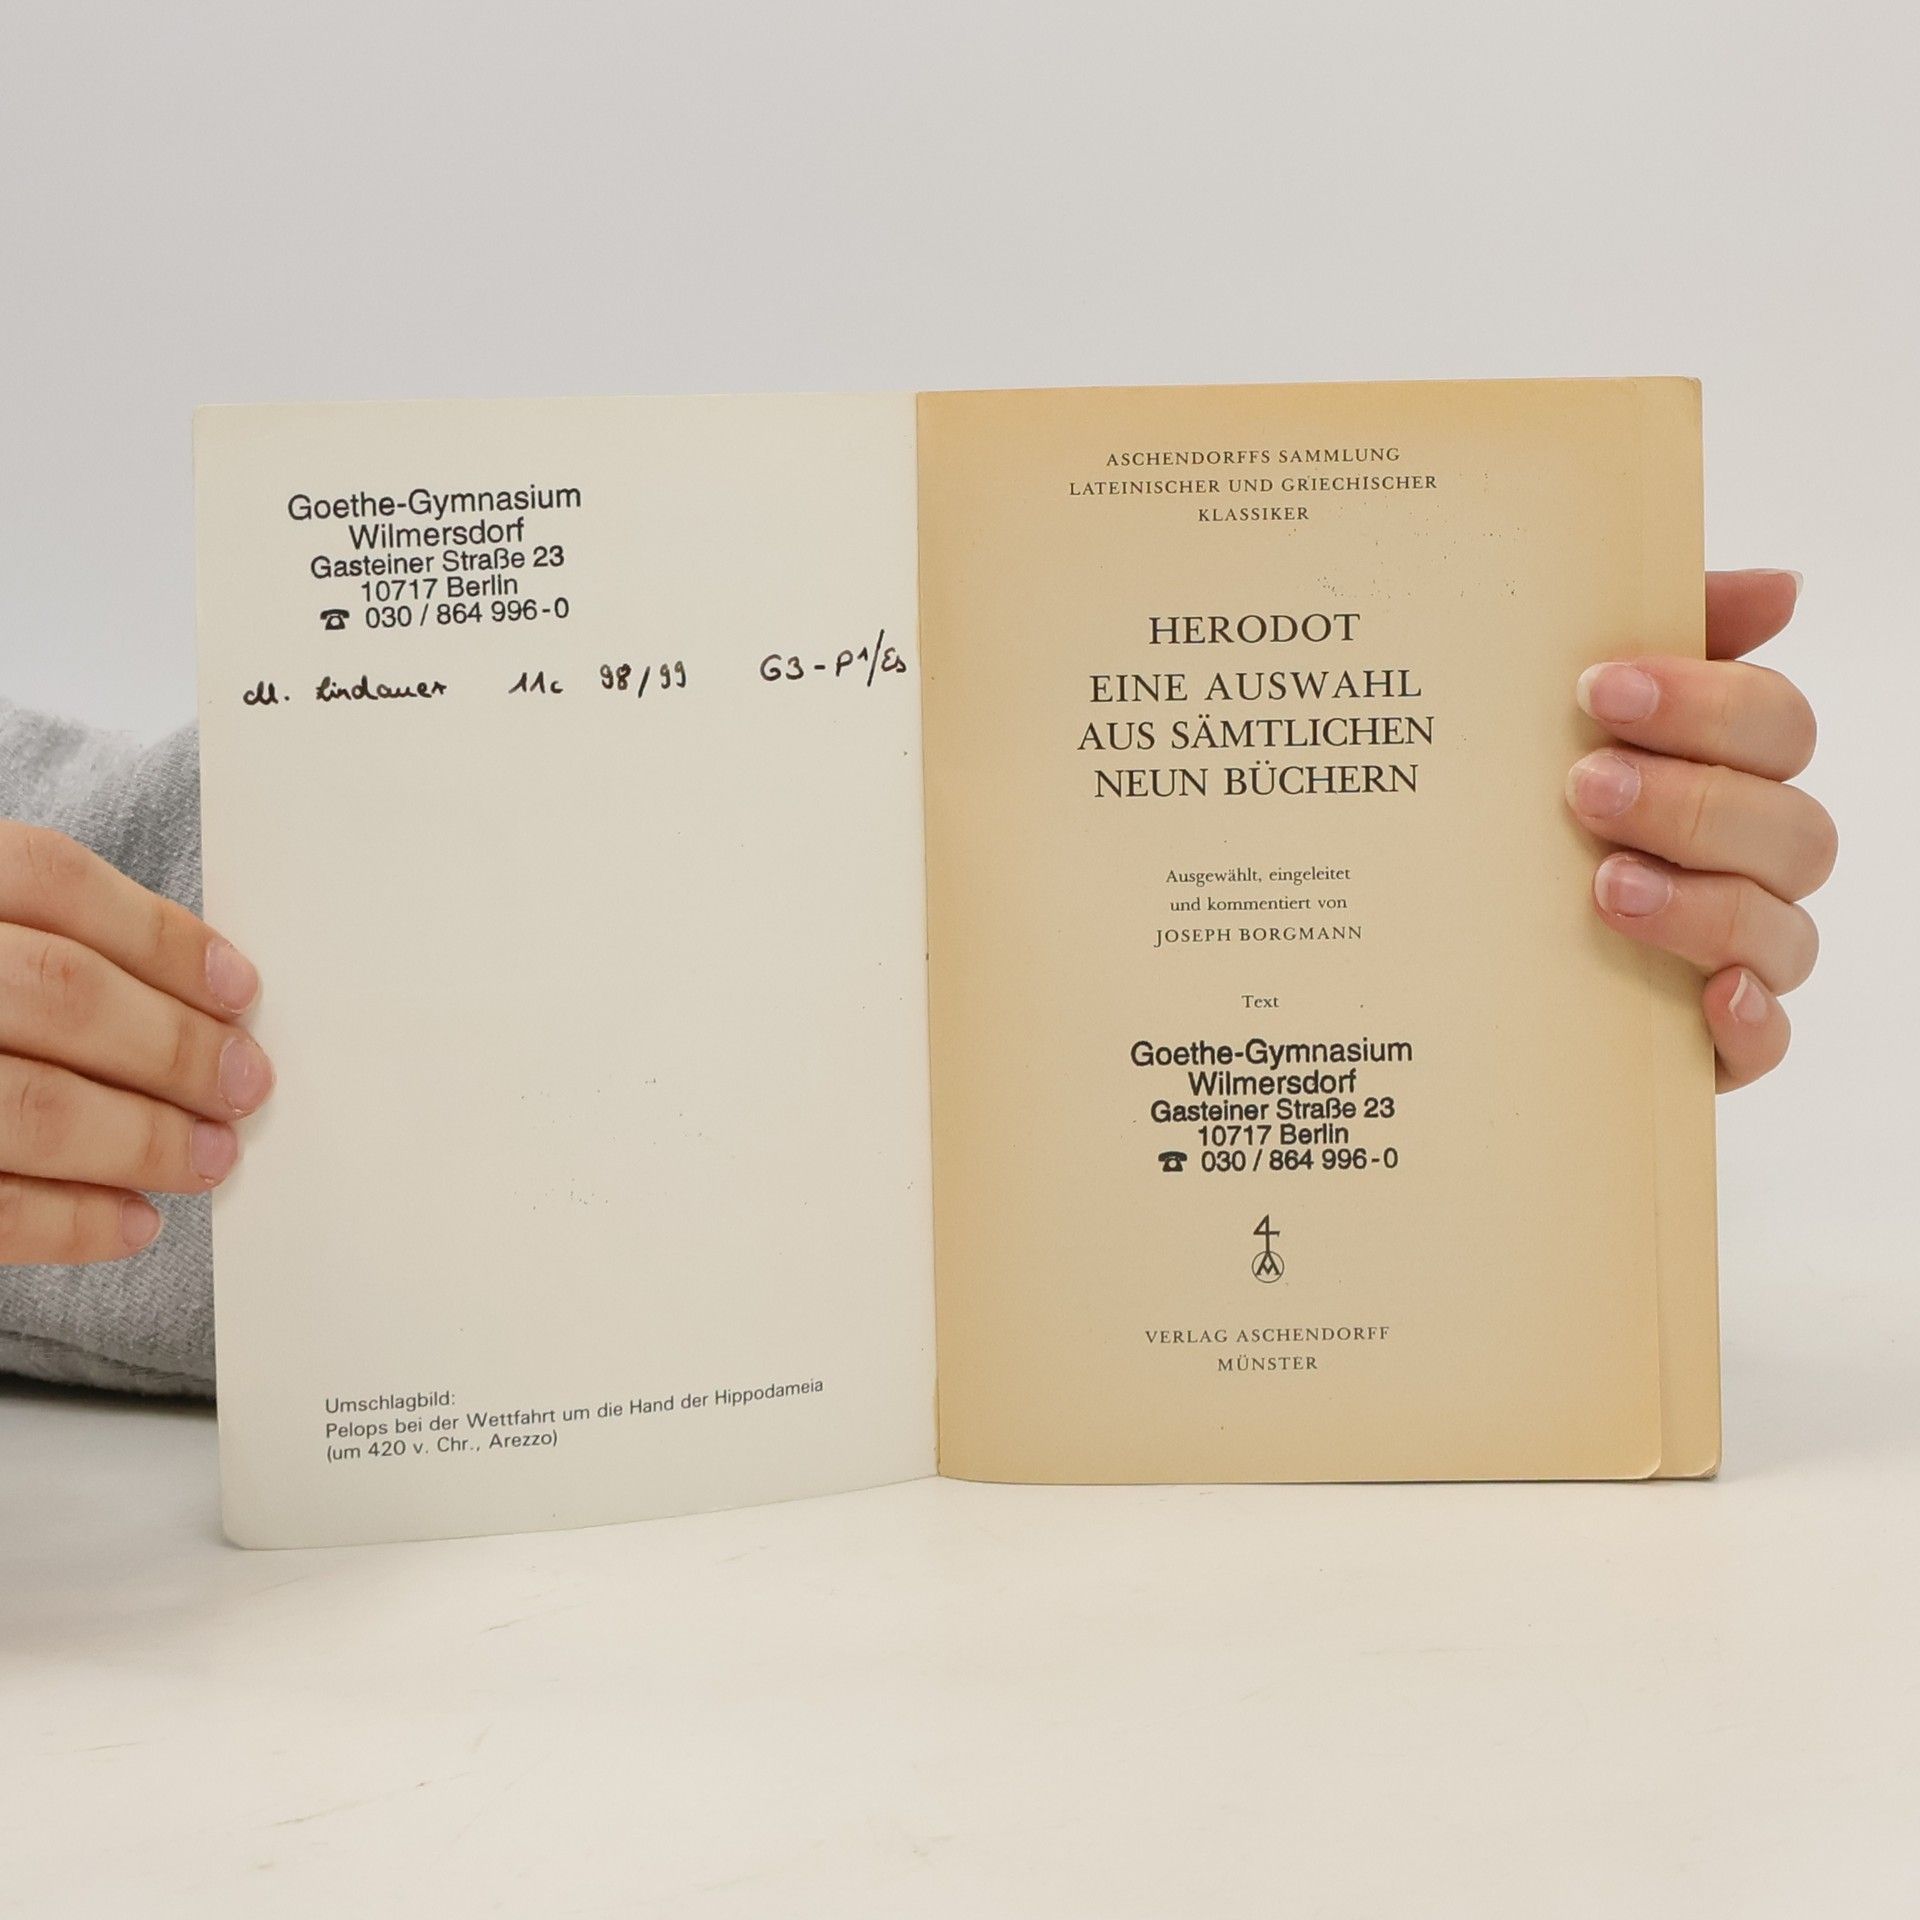 Goethe-Gymnasium
Wilmersdorf
Gasteiner Straße 23
10717 Berlin
☎ 030 / 864 996-0
M. Lindauer 11c 98/99 G3-P1/Es
Umschlagbild:
Pelops bei der Wettfahrt um die Hand der Hippodameia
(um 420 v. Chr., Arezzo)
ASCHENDORFFS SAMMLUNG
LATEINISCHER UND GRIECHISCHER
KLASSIKER
HERODOT
EINE AUSWAHL
AUS SÄMTLICHEN
NEUN BÜCHERN
Ausgewählt, eingeleitet
und kommentiert von
JOSEPH BORGMANN
Text
Goethe-Gymnasium
Wilmersdorf
Gasteiner Straße 23
10717 Berlin
☎ 030 / 864 996-0
VERLAG ASCHENDORFF
MÜNSTER